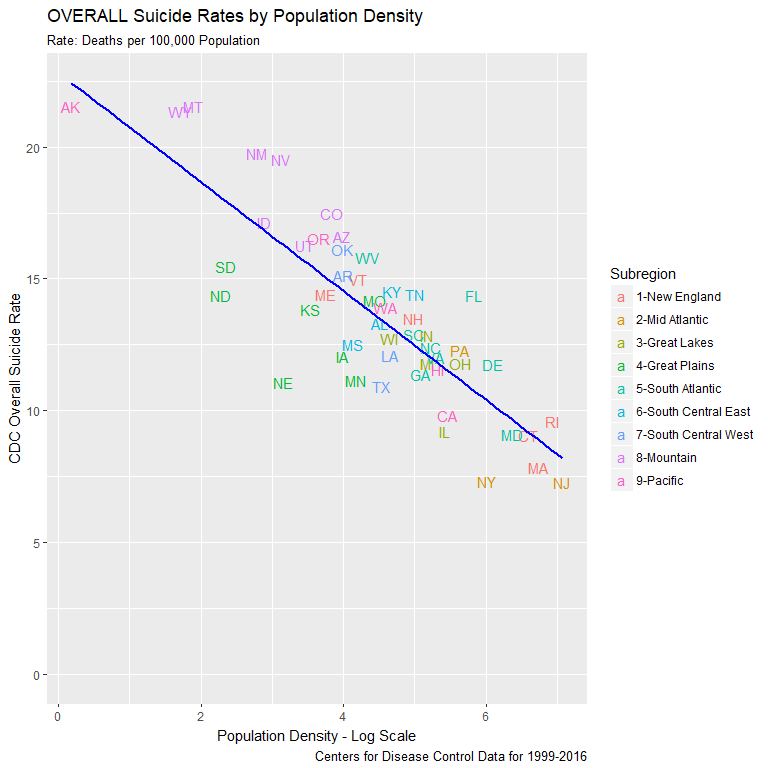 OVERALL Suicide Rates by Population Density
Rate: Deaths per 100,000 Population
AK
WY MT
NM NV
CO
ID UT OR AZ
OK WV
SD AR VT
ND ME MO KY TN FL
KS WA
AL NH
MS WI SC IN
IA LA NC PA
OH DE
NE MN TX GA HI
CA
IL MD CT RI
MA
NY NJ
20
15
10
5
0
0 2 4 6
CDC Overall Suicide Rate
Population Density - Log Scale
Centers for Disease Control Data for 1999-2016
Subregion
a 1-New England
a 2-Mid Atlantic
a 3-Great Lakes
a 4-Great Plains
a 5-South Atlantic
a 6-South Central East
a 7-South Central West
a 8-Mountain
a 9-Pacific